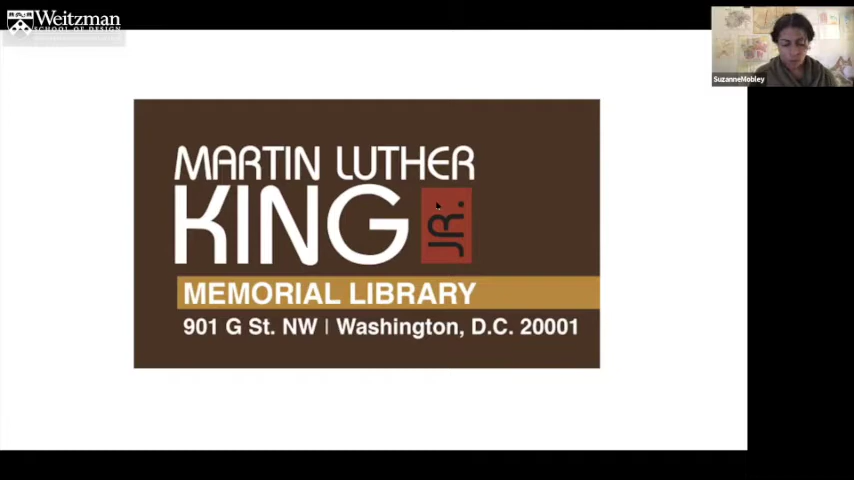 Weitzman
SCHOOL OF DESIGN
SuzanneMobley
MARTIN LUTHER
KING JR.
MEMORIAL LIBRARY
901 G St. NW | Washington, D.C. 20001